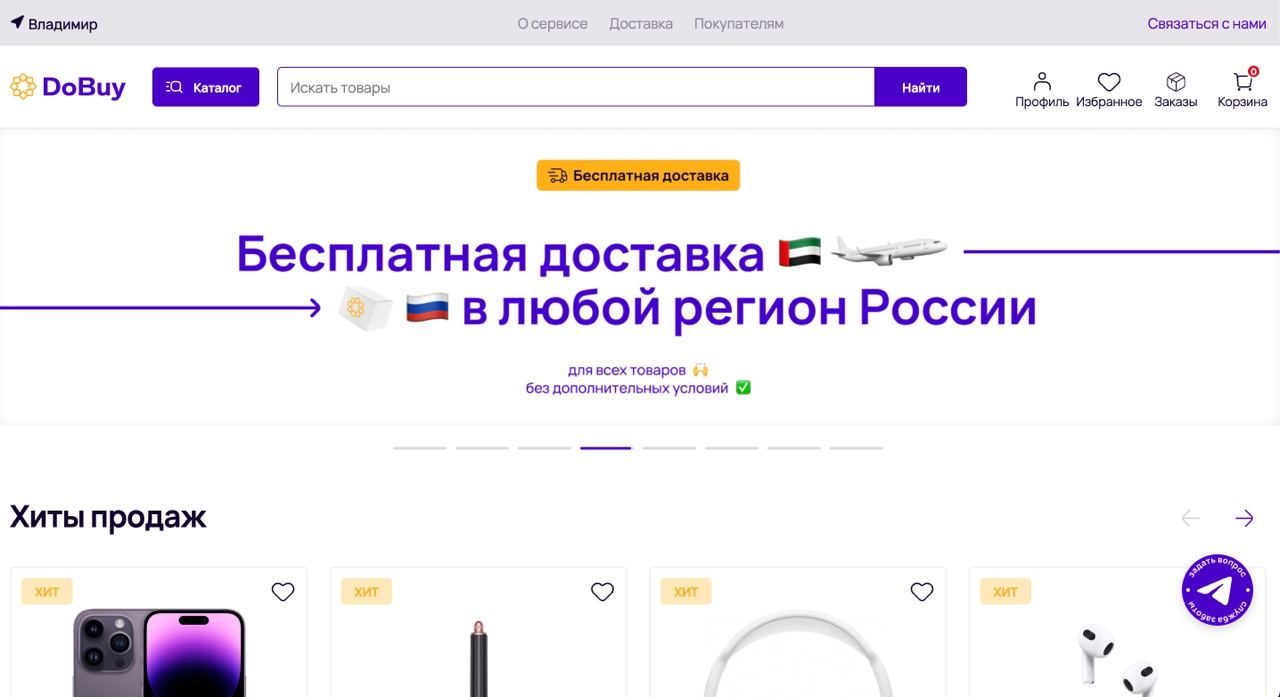 Владимир
О сервисе
Доставка
Покупателям
Связаться с нами
DoBuy
Каталог
Искать товары
Найти
Профиль
Избранное
Заказы
0
Корзина
Бесплатная доставка
Бесплатная доставка
в любой регион России
для всех товаров
без дополнительных условий
Хиты продаж
ХИТ
ХИТ
ХИТ
ХИТ
задать вопрос
служба заботы